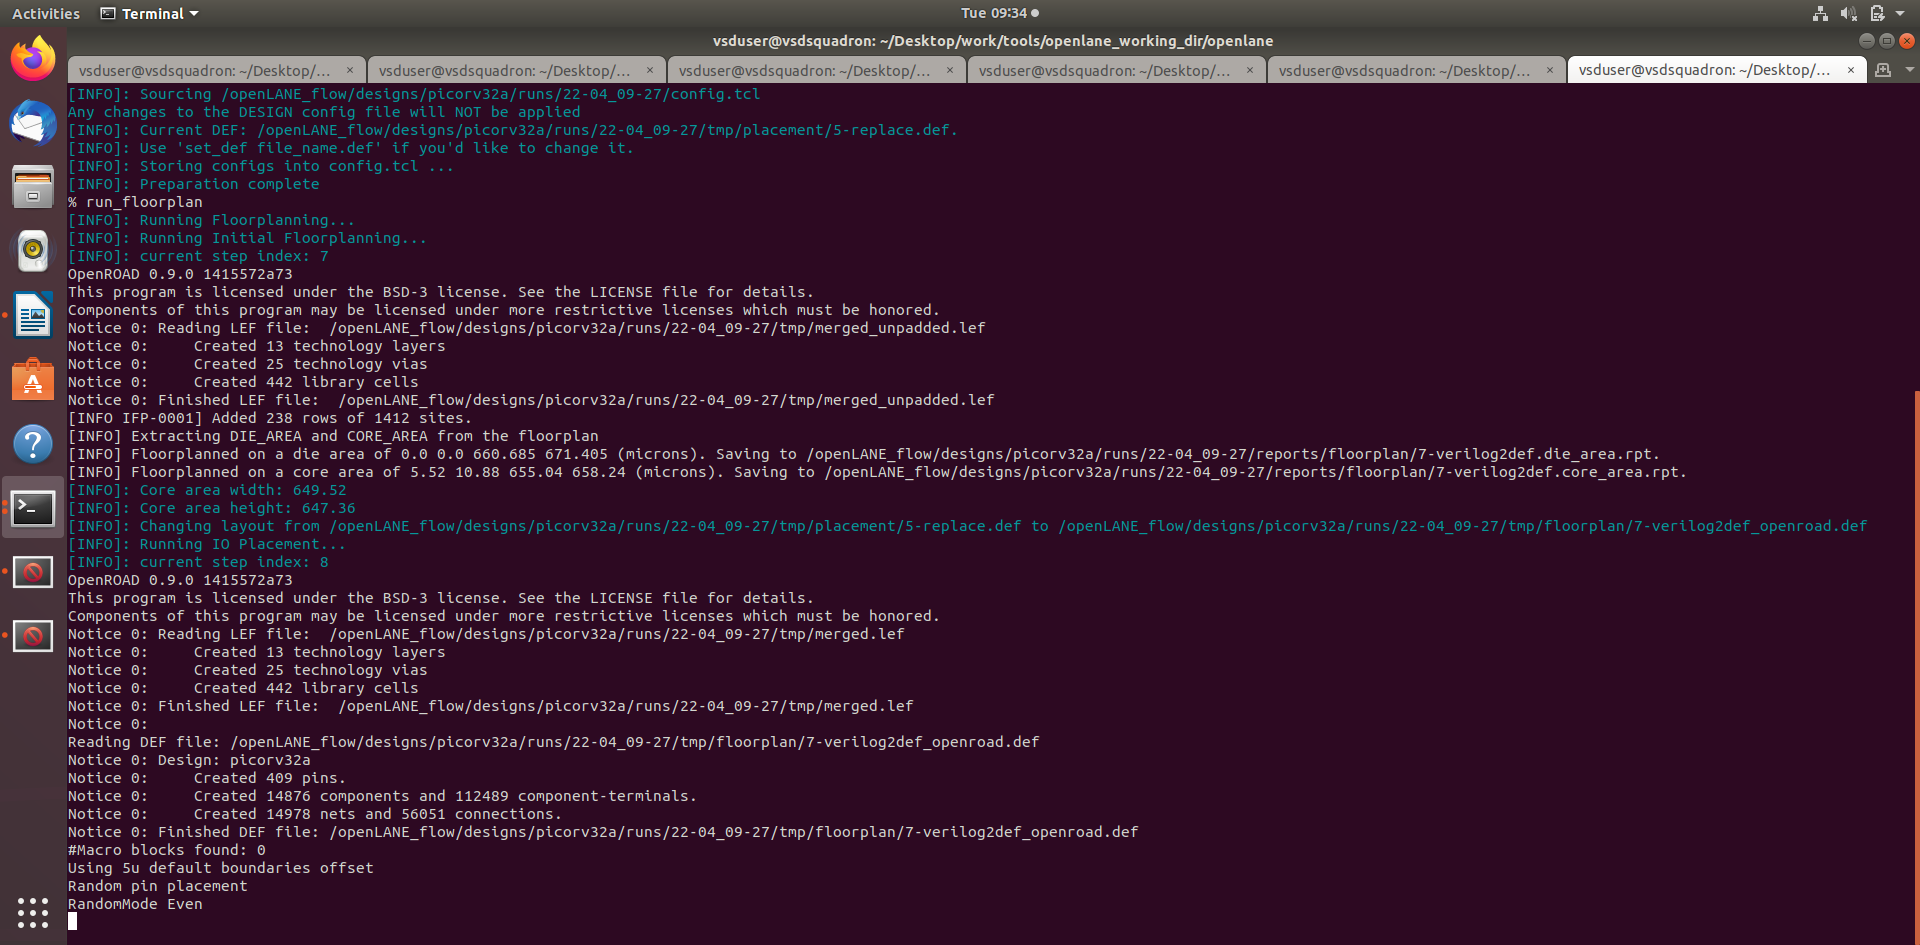 Activities Terminal Tue 09:34
vsduser@vsdsquadron: ~/Desktop/work/tools/openlane_working_dir/openlane
vsduser@vsdsquadron: ~/Desktop/... × vsduser@vsdsquadron: ~/Desktop/... × vsduser@vsdsquadron: ~/Desktop/... × vsduser@vsdsquadron: ~/Desktop/... × vsduser@vsdsquadron: ~/Desktop/... × vsduser@vsdsquadron: ~/Desktop/... ×
[INFO]: Sourcing /openLANE_flow/designs/picorv32a/runs/22-04_09-27/config.tcl
Any changes to the DESIGN config file will NOT be applied
[INFO]: Current DEF: /openLANE_flow/designs/picorv32a/runs/22-04_09-27/tmp/placement/5-replace.def.
[INFO]: Use 'set_def file_name.def' if you'd like to change it.
[INFO]: Storing configs into config.tcl ...
[INFO]: Preparation complete
% run_floorplan
[INFO]: Running Floorplanning...
[INFO]: Running Initial Floorplanning...
[INFO]: current step index: 7
OpenROAD 0.9.0 1415572a73
This program is licensed under the BSD-3 license. See the LICENSE file for details.
Components of this program may be licensed under more restrictive licenses which must be honored.
Notice 0: Reading LEF file:  /openLANE_flow/designs/picorv32a/runs/22-04_09-27/tmp/merged_unpadded.lef
Notice 0:     Created 13 technology layers
Notice 0:     Created 25 technology vias
Notice 0:     Created 442 library cells
Notice 0: Finished LEF file:  /openLANE_flow/designs/picorv32a/runs/22-04_09-27/tmp/merged_unpadded.lef
[INFO IFP-0001] Added 238 rows of 1412 sites.
[INFO] Extracting DIE_AREA and CORE_AREA from the floorplan
[INFO] Floorplanned on a die area of 0.0 0.0 660.685 671.405 (microns). Saving to /openLANE_flow/designs/picorv32a/runs/22-04_09-27/reports/floorplan/7-verilog2def.die_area.rpt.
[INFO] Floorplanned on a core area of 5.52 10.88 655.04 658.24 (microns). Saving to /openLANE_flow/designs/picorv32a/runs/22-04_09-27/reports/floorplan/7-verilog2def.core_area.rpt.
[INFO]: Core area width: 649.52
[INFO]: Core area height: 647.36
[INFO]: Changing layout from /openLANE_flow/designs/picorv32a/runs/22-04_09-27/tmp/placement/5-replace.def to /openLANE_flow/designs/picorv32a/runs/22-04_09-27/tmp/floorplan/7-verilog2def_openroad.def
[INFO]: Running IO Placement...
[INFO]: current step index: 8
OpenROAD 0.9.0 1415572a73
This program is licensed under the BSD-3 license. See the LICENSE file for details.
Components of this program may be licensed under more restrictive licenses which must be honored.
Notice 0: Reading LEF file:  /openLANE_flow/designs/picorv32a/runs/22-04_09-27/tmp/merged.lef
Notice 0:     Created 13 technology layers
Notice 0:     Created 25 technology vias
Notice 0:     Created 442 library cells
Notice 0: Finished LEF file:  /openLANE_flow/designs/picorv32a/runs/22-04_09-27/tmp/merged.lef
Notice 0:
Reading DEF file: /openLANE_flow/designs/picorv32a/runs/22-04_09-27/tmp/floorplan/7-verilog2def_openroad.def
Notice 0: Design: picorv32a
Notice 0:     Created 409 pins.
Notice 0:     Created 14876 components and 112489 component-terminals.
Notice 0:     Created 14978 nets and 56051 connections.
Notice 0: Finished DEF file: /openLANE_flow/designs/picorv32a/runs/22-04_09-27/tmp/floorplan/7-verilog2def_openroad.def
#Macro blocks found: 0
Using 5u default boundaries offset
Random pin placement
RandomMode Even